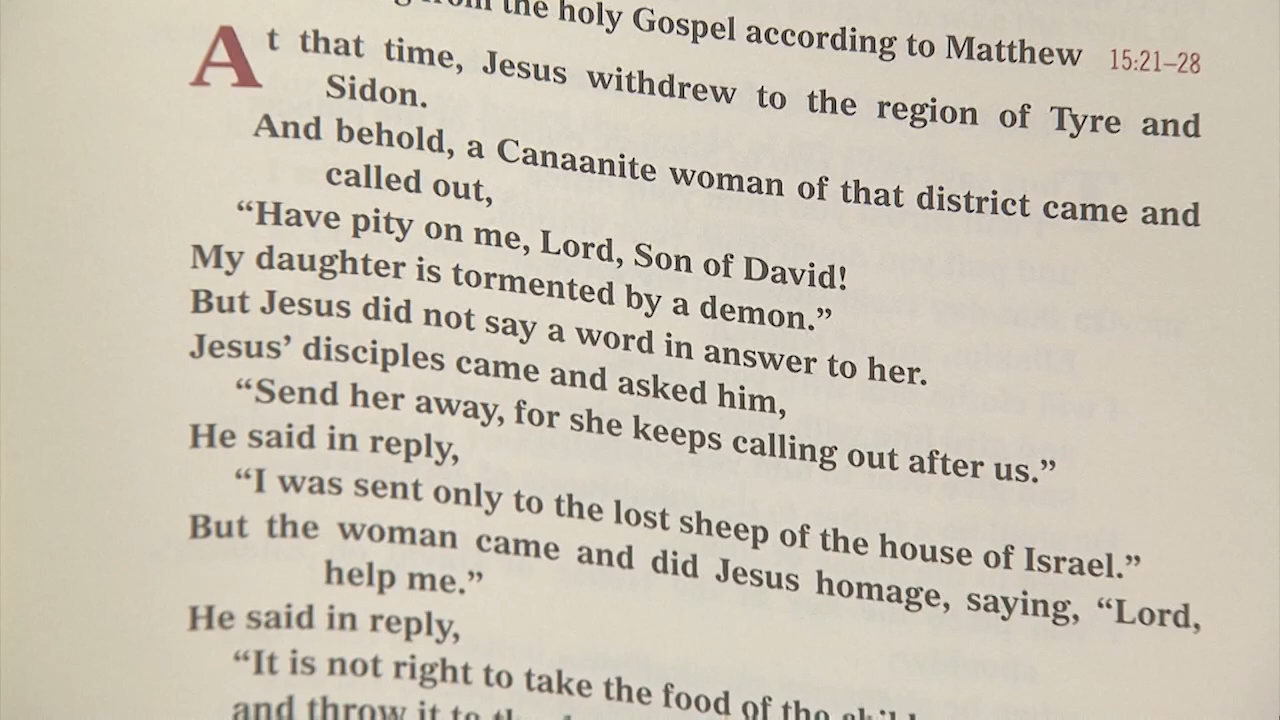 the holy Gospel according to Matthew 15:21–28
At that time, Jesus withdrew to the region of Tyre and
Sidon.
And behold, a Canaanite woman of that district came and
called out,
“Have pity on me, Lord, Son of David!
My daughter is tormented by a demon.”
But Jesus did not say a word in answer to her.
Jesus’ disciples came and asked him,
“Send her away, for she keeps calling out after us.”
He said in reply,
“I was sent only to the lost sheep of the house of Israel.”
But the woman came and did Jesus homage, saying, “Lord,
help me.”
He said in reply,
“It is not right to take the food of the
and throw it to